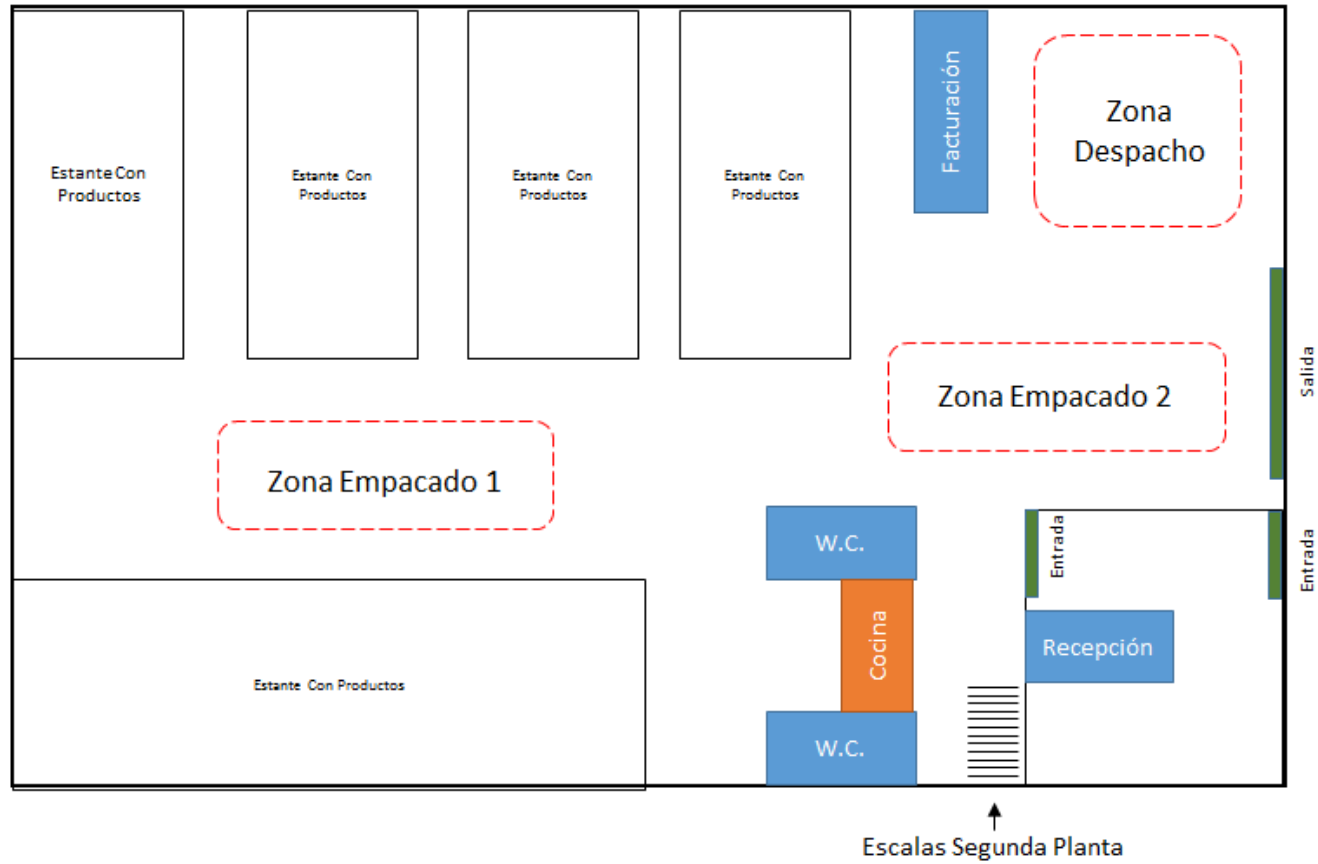 Estante Con
Productos
Estante Con
Productos
Estante Con
Productos
Estante Con
Productos
Facturación
Zona
Despacho
Salida
Zona Empacado 2
Zona Empacado 1
W.C.
Entrada
Entrada
Cocina
Recepción
Estante Con Productos
W.C.
Escalas Segunda Planta